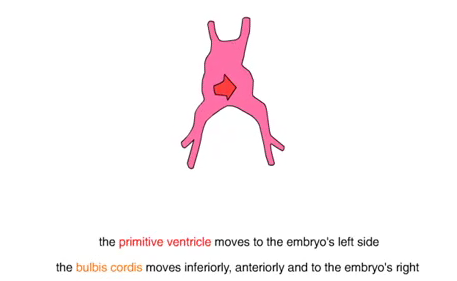 the primitive ventricle moves to the embryo's left side
the bulbis cordis moves inferiorly, anteriorly and to the embryo's right